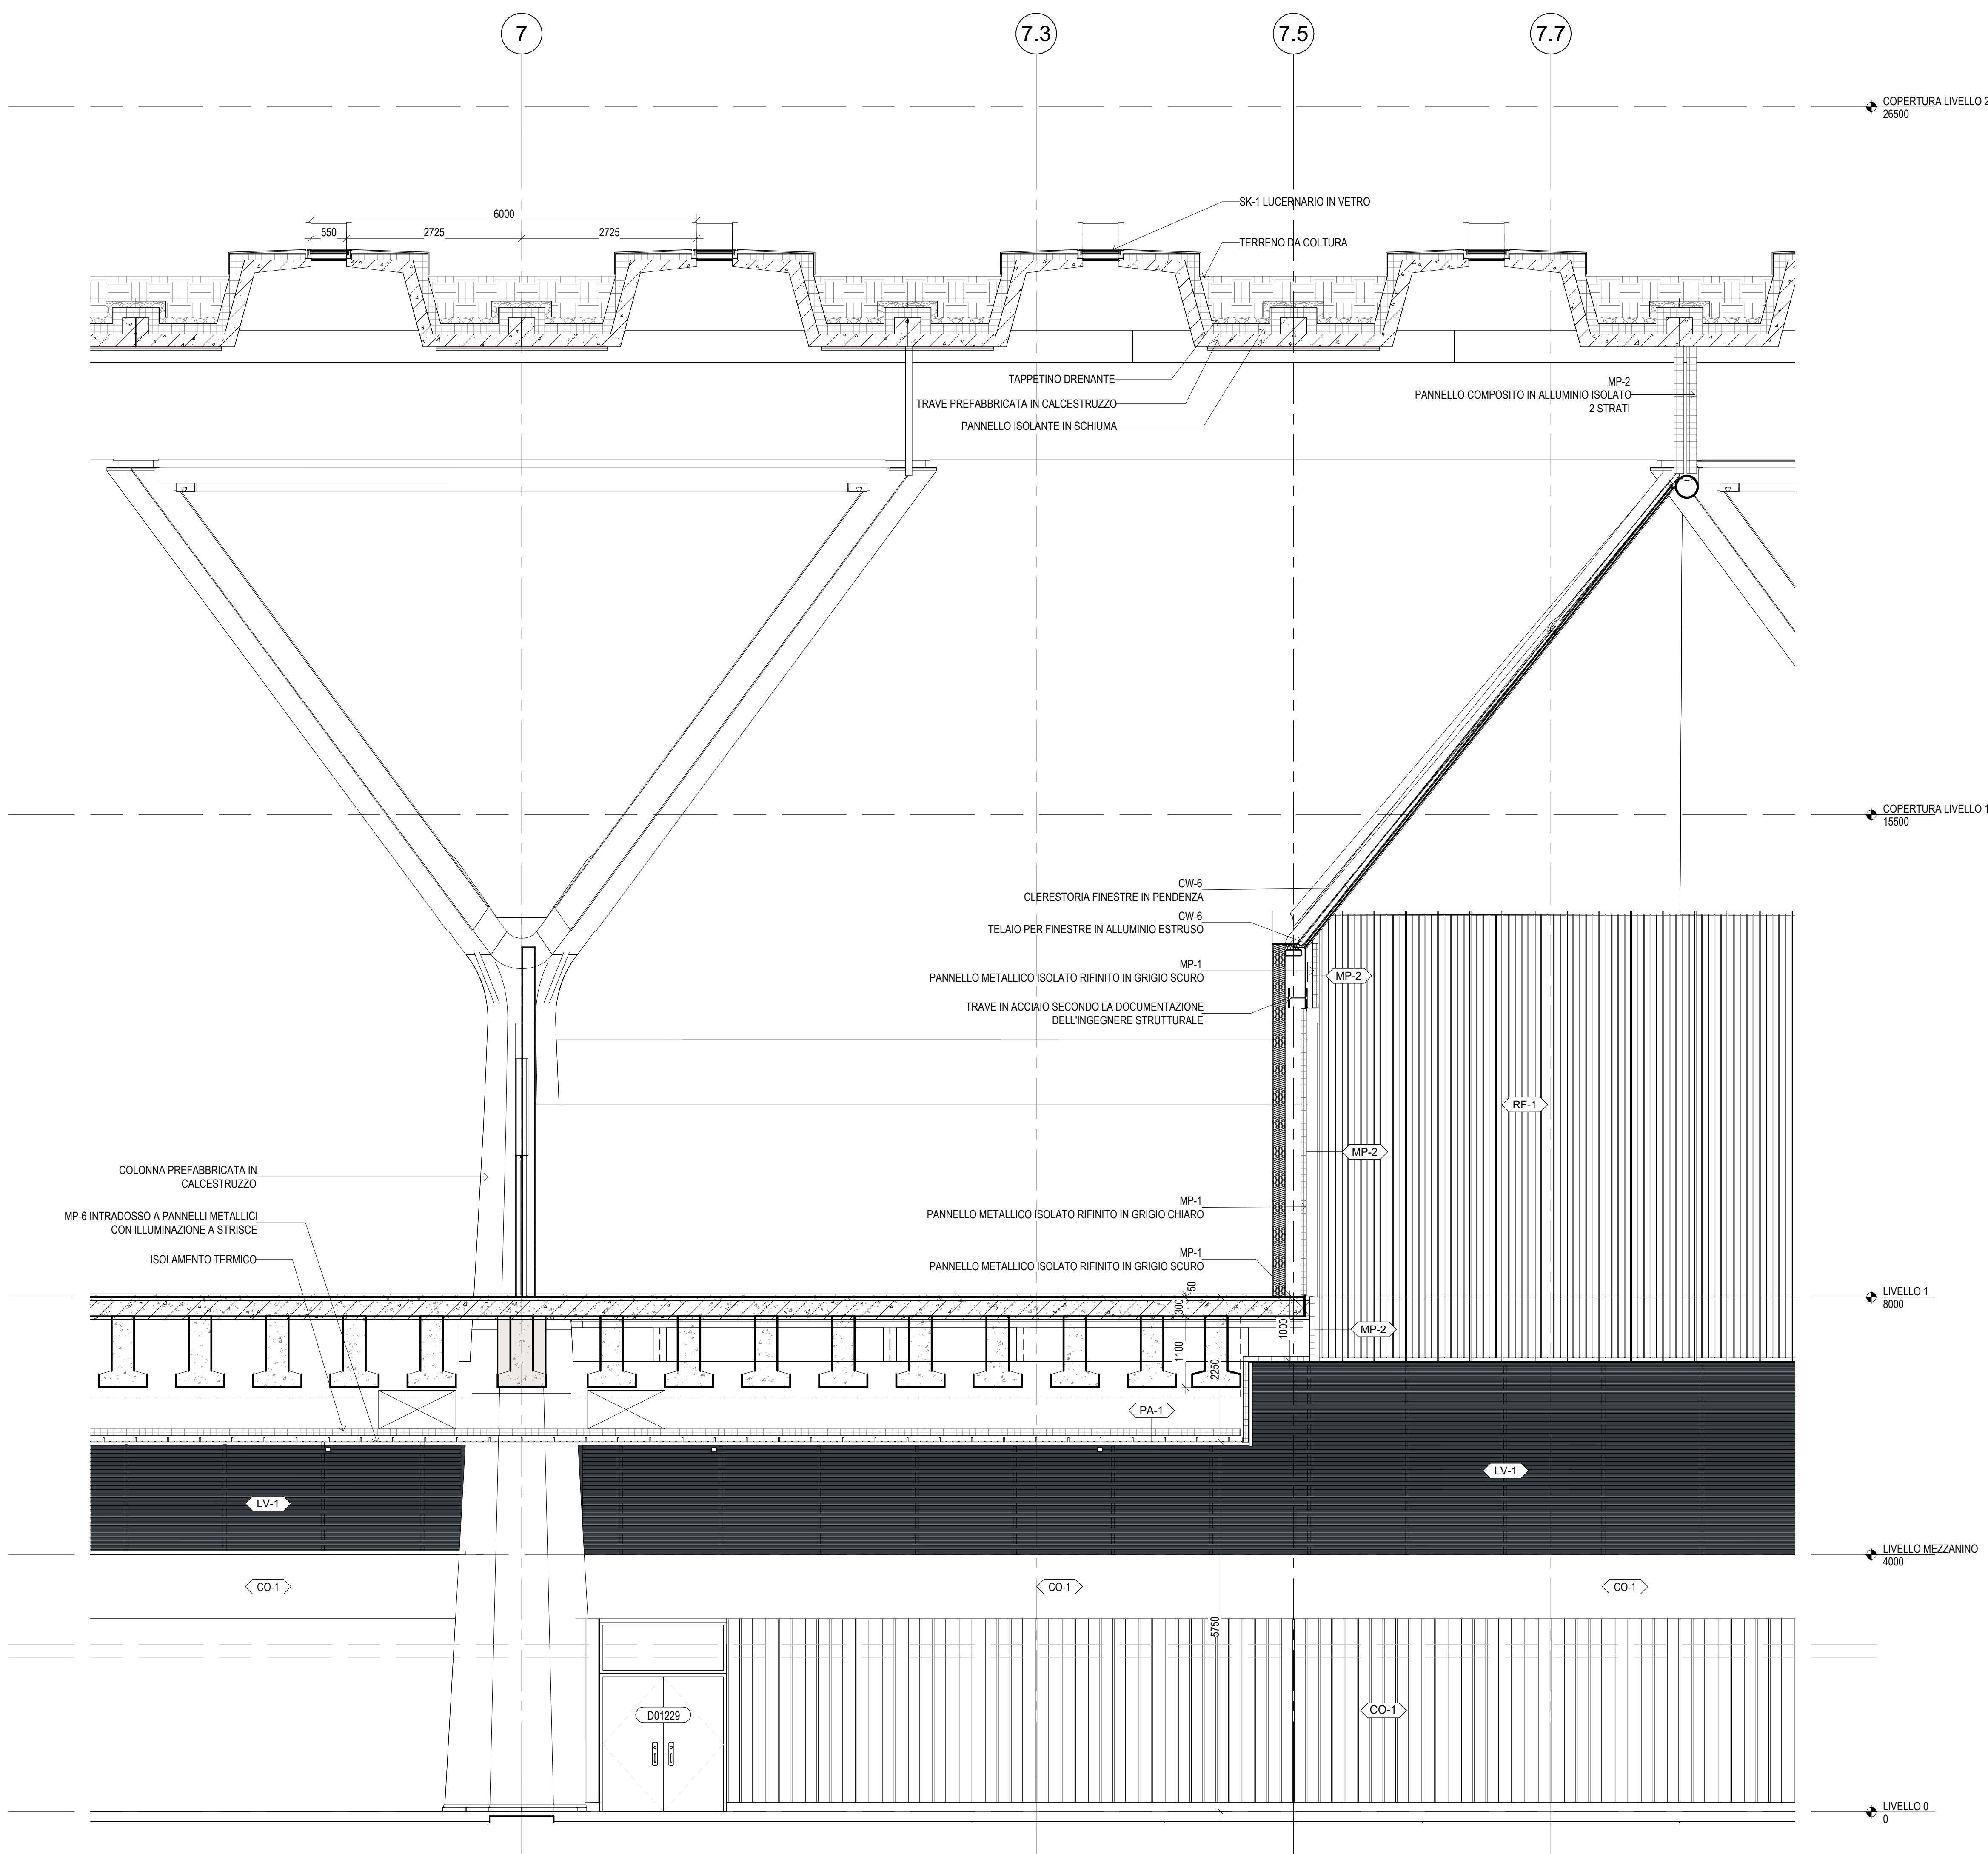 7
7.3
7.5
7.7
COPERTURA LIVELLO 2
26500
SK-1 LUCERNARIO IN VETRO
6000
550
2725
2725
TERRENO DA COLTURA
TAPPETINO DRENANTE
TRAVE PREFABBRICATA IN CALCESTRUZZO
PANNELLO ISOLANTE IN SCHIUMA
MP-2
PANNELLO COMPOSITO IN ALLUMINIO ISOLATO
2 STRATI
COPERTURA LIVELLO 1
15500
CW-6
CLERESTORIA FINESTRE IN PENDENZA
CW-6
TELAIO PER FINESTRE IN ALLUMINIO ESTRUSO
MP-1
PANNELLO METALLICO ISOLATO RIFINITO IN GRIGIO SCURO
MP-2
TRAVE IN ACCIAIO SECONDO LA DOCUMENTAZIONE
DELL'INGEGNERE STRUTTURALE
RF-1
MP-2
COLONNA PREFABBRICATA IN
CALCESTRUZZO
MP-1
PANNELLO METALLICO ISOLATO RIFINITO IN GRIGIO CHIARO
MP-6 INTRADOSSO A PANNELLI METALLICI
CON ILLUMINAZIONE A STRISCE
ISOLAMENTO TERMICO
MP-1
PANNELLO METALLICO ISOLATO RIFINITO IN GRIGIO SCURO
50
300
1100
2250
1000
LIVELLO 1
8000
MP-2
PA-1
LV-1
LV-1
LIVELLO MEZZANINO
4000
CO-1
CO-1
CO-1
5750
D01229
CO-1
LIVELLO 0
0